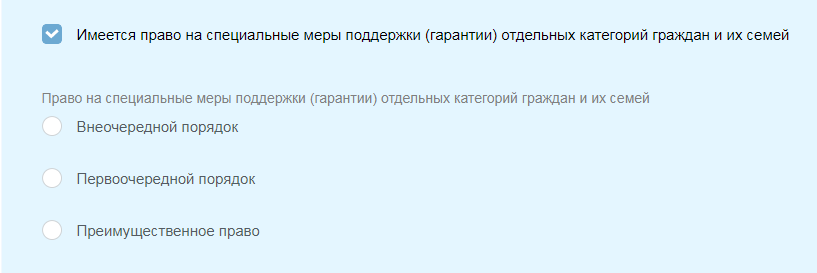 Имеется право на специальные меры поддержки (гарантии) отдельных категорий граждан и их семей
Право на специальные меры поддержки (гарантии) отдельных категорий граждан и их семей
Внеочередной порядок
Первоочередной порядок
Преимущественное право